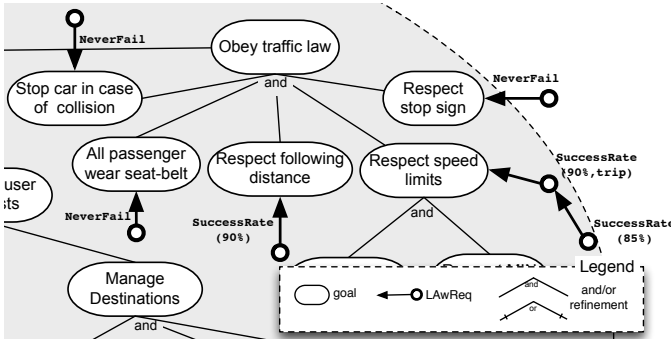 NeverFail
Obey traffic law
Stop car in case
of collision
and
Respect
stop sign
NeverFail
All passenger
wear seat-belt
Respect following
distance
Respect speed
limits
SuccessRate
(90%,trip)
user
sts
NeverFail
SuccessRate
(90%)
and
SuccessRate
(85%)
Manage
Destinations
and
Legend
goal
LAwReq
and
or
and/or
refinement